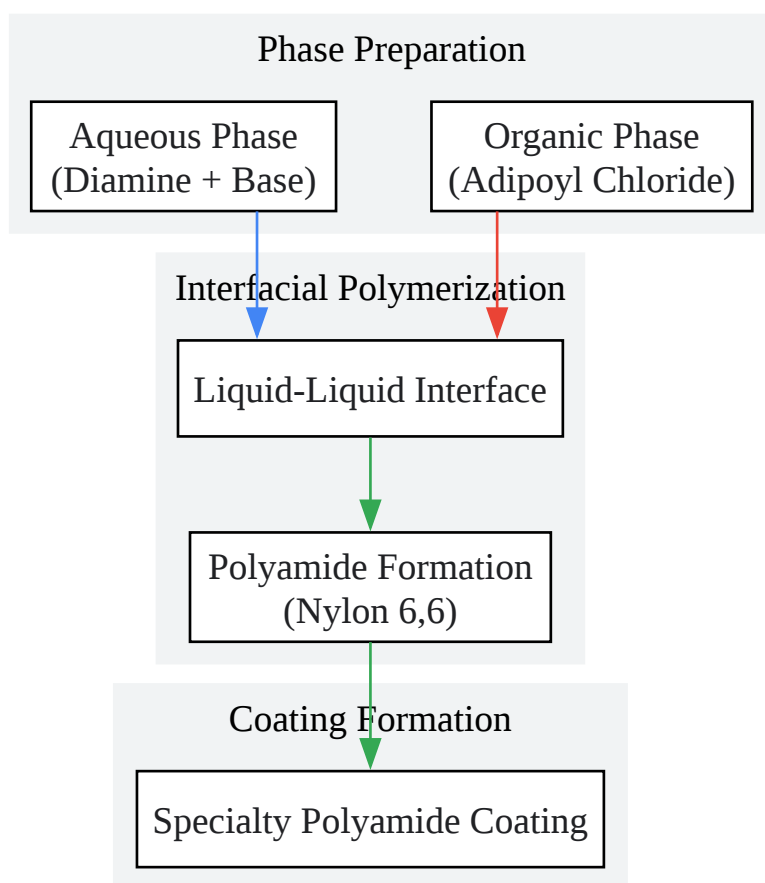 Phase Preparation
Aqueous Phase
(Diamine + Base)
Organic Phase
(Adipoyl Chloride)
Interfacial Polymerization
Liquid-Liquid Interface
Polyamide Formation
(Nylon 6,6)
Coating Formation
Specialty Polyamide Coating